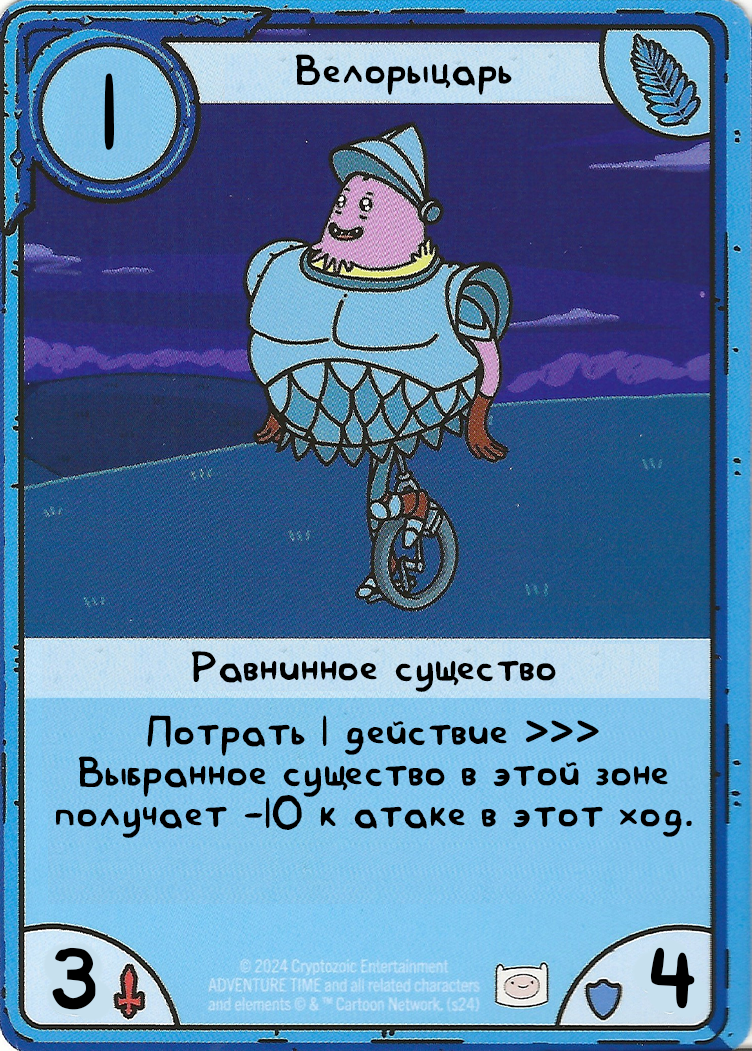 1
Велорыцарь
Равнинное существо
Потрать 1 действие >>>
Выбранное существо в этой зоне
получает -10 к атаке в этот ход.
3
4
© 2024 Cryptozoic Entertainment
ADVENTURE TIME and all related characters
and elements © & ™ Cartoon Network. (s24)